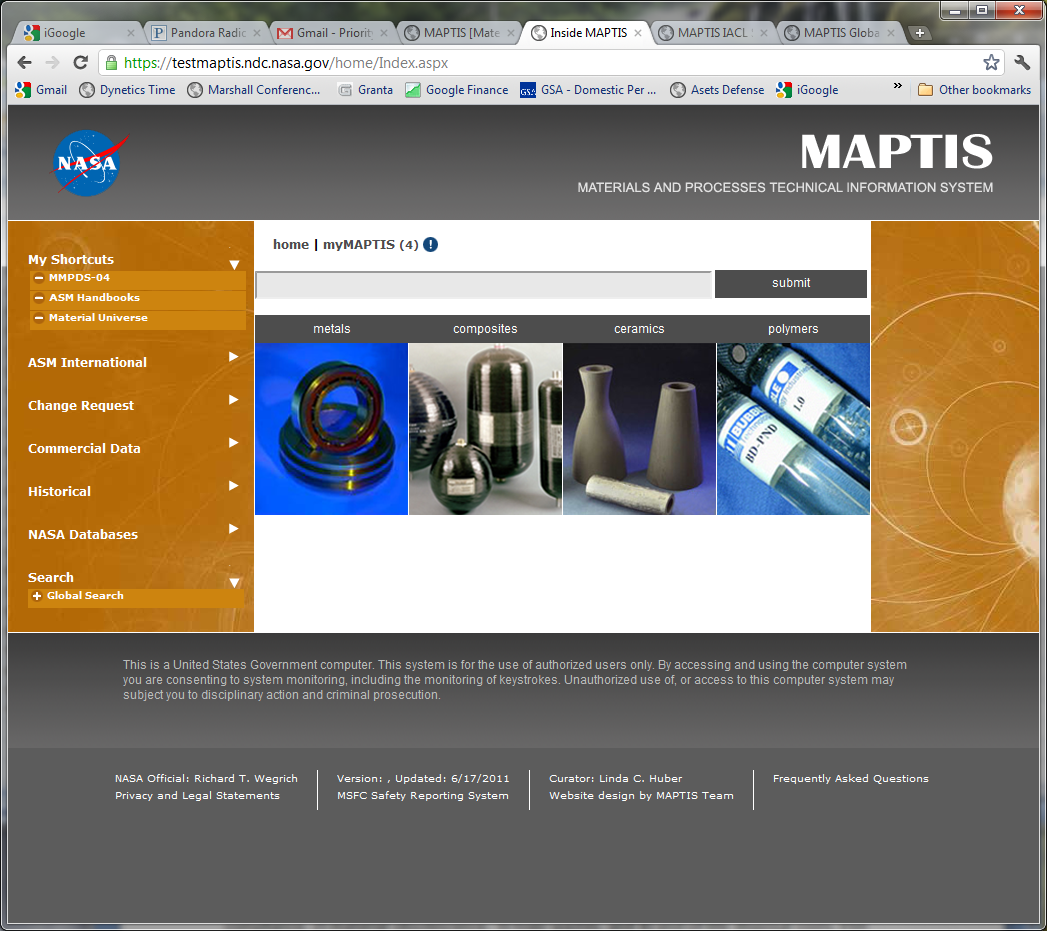 iGoogle
Pandora Radio
Gmail - Priority
MAPTIS [Mate
Inside MAPTIS
MAPTIS IACL
MAPTIS Globa
https://testmaptis.ndc.nasa.gov/home/Index.aspx
Gmail
Dynetics Time
Marshall Conferenc...
Granta
Google Finance
GSA
GSA - Domestic Per ...
Asets Defense
iGoogle
»
Other bookmarks
NASA
MAPTIS
MATERIALS AND PROCESSES TECHNICAL INFORMATION SYSTEM
My Shortcuts
MMPDS-04
ASM Handbooks
Material Universe
ASM International
Change Request
Commercial Data
Historical
NASA Databases
Search
Global Search
home | myMAPTIS (4) !
submit
metals
composites
ceramics
polymers
BUBBLE
BD-PND
1.0
This is a United States Government computer. This system is for the use of authorized users only. By accessing and using the computer system
you are consenting to system monitoring, including the monitoring of keystrokes. Unauthorized use of, or access to this computer system may
subject you to disciplinary action and criminal prosecution.
NASA Official: Richard T. Wegrich
Privacy and Legal Statements
Version: , Updated: 6/17/2011
MSFC Safety Reporting System
Curator: Linda C. Huber
Website design by MAPTIS Team
Frequently Asked Questions